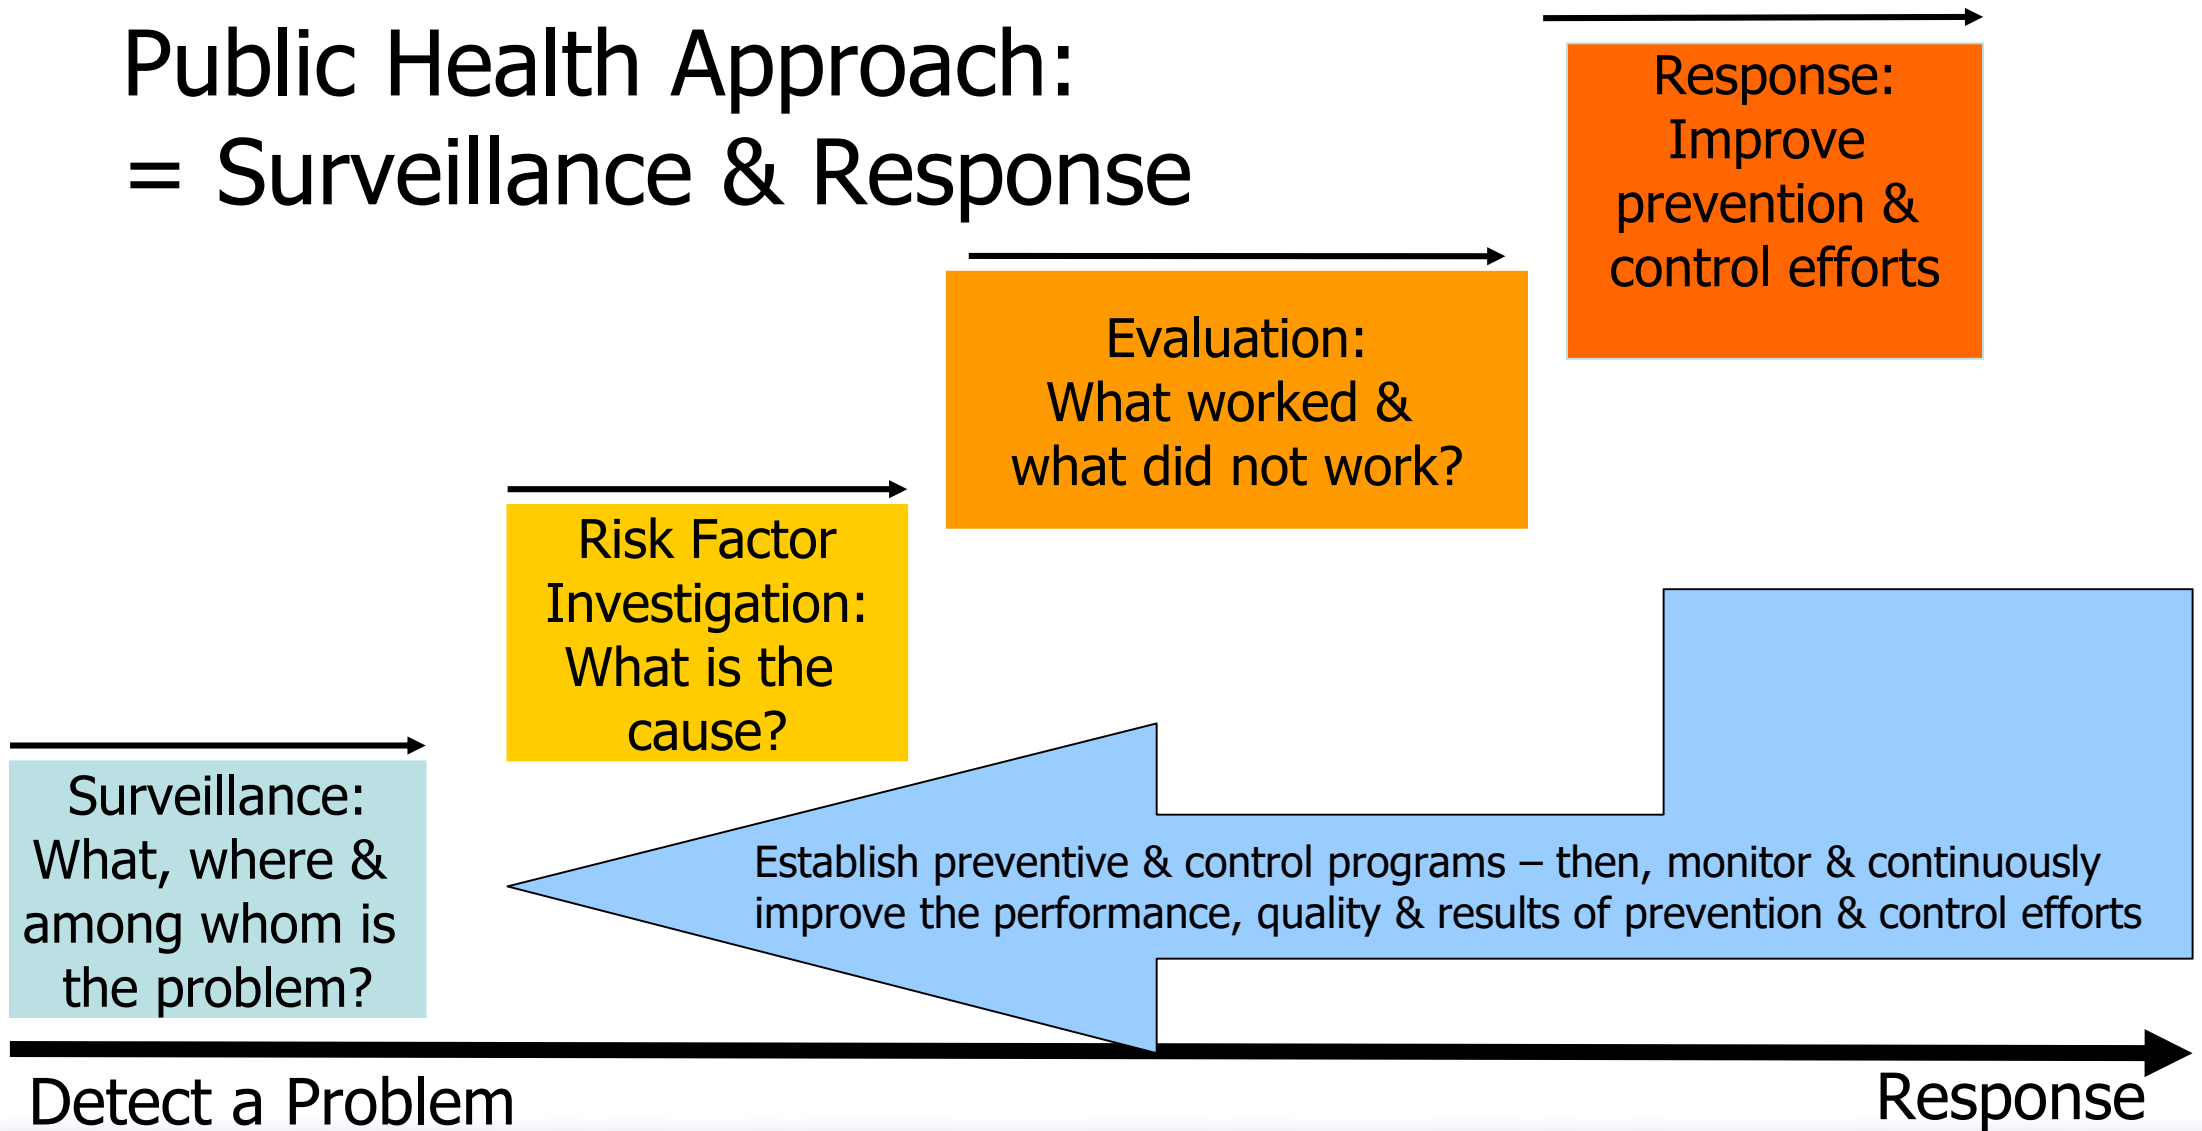 Public Health Approach:
= Surveillance & Response
Response:
Improve
prevention &
control efforts
Evaluation:
What worked &
what did not work?
Risk Factor
Investigation:
What is the
cause?
Surveillance:
What, where &
among whom is
the problem?
Establish preventive & control programs – then, monitor & continuously
improve the performance, quality & results of prevention & control efforts
Detect a Problem
Response